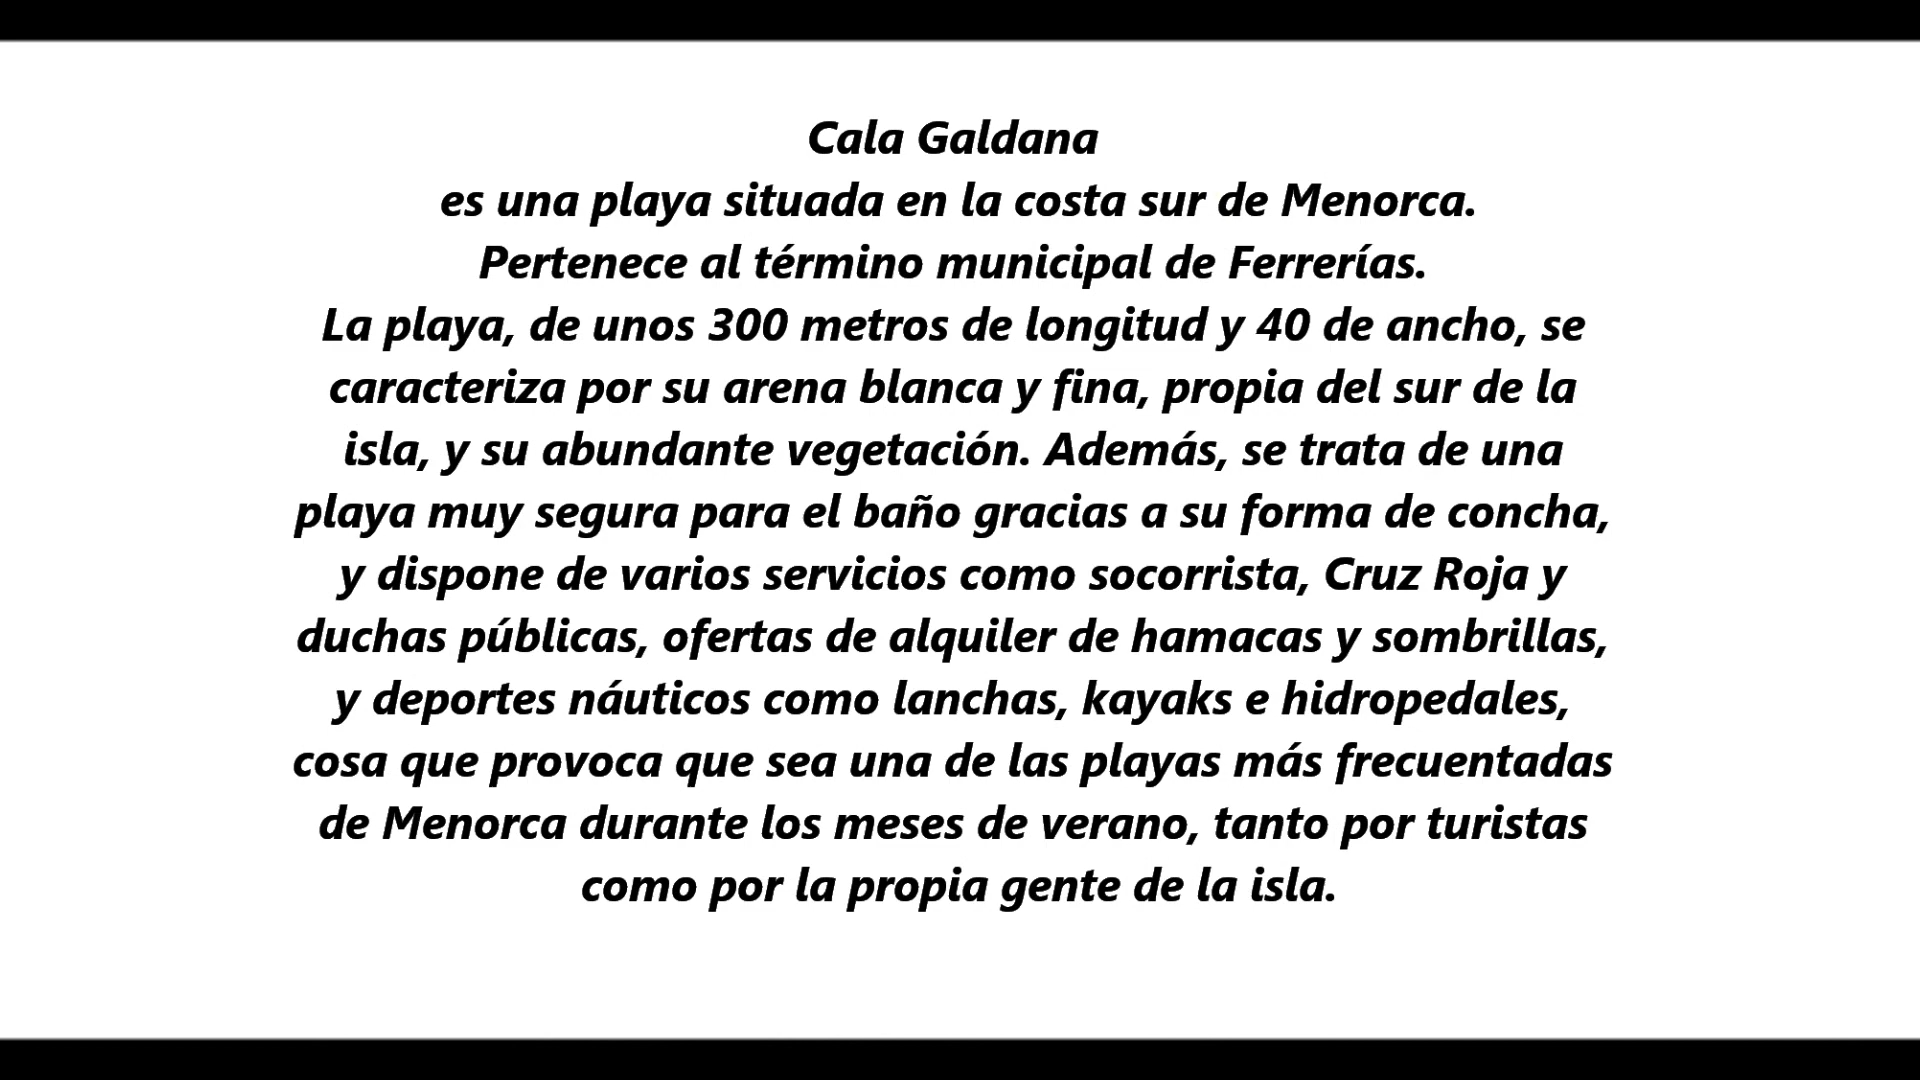 Cala Galdana
es una playa situada en la costa sur de Menorca.
Pertenece al término municipal de Ferrerías.
La playa, de unos 300 metros de longitud y 40 de ancho, se
caracteriza por su arena blanca y fina, propia del sur de la
isla, y su abundante vegetación. Además, se trata de una
playa muy segura para el baño gracias a su forma de concha,
y dispone de varios servicios como socorrista, Cruz Roja y
duchas públicas, ofertas de alquiler de hamacas y sombrillas,
y deportes náuticos como lanchas, kayaks e hidropedales,
cosa que provoca que sea una de las playas más frecuentadas
de Menorca durante los meses de verano, tanto por turistas
como por la propia gente de la isla.